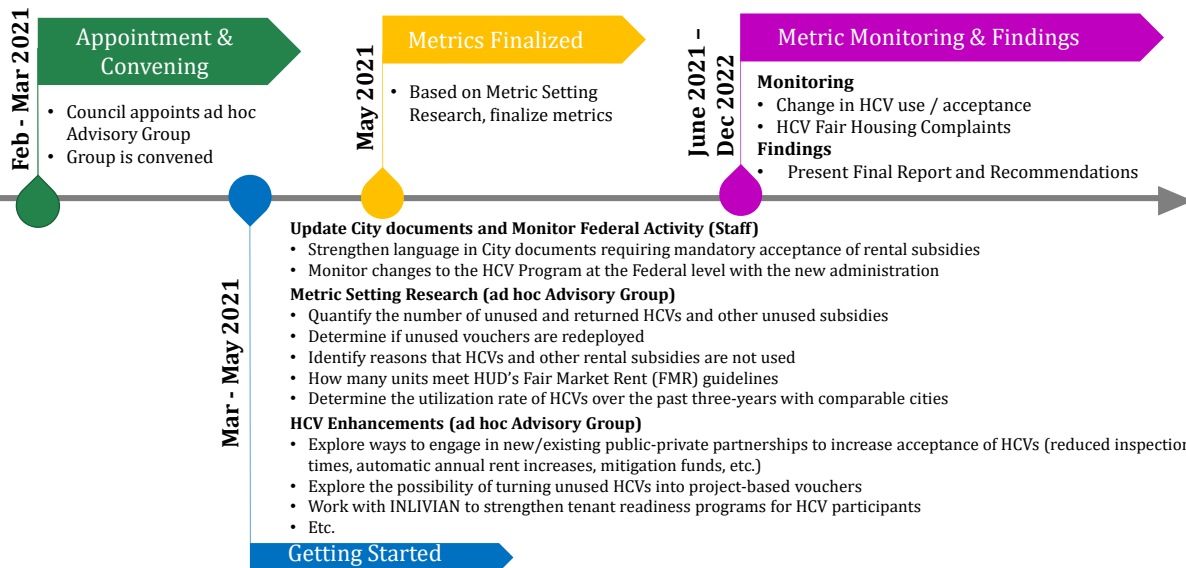 Feb - Mar 2021
Appointment &
Convening
• Council appoints ad hoc
Advisory Group
• Group is convened
May 2021
Metrics Finalized
• Based on Metric Setting
Research, finalize metrics
June 2021 –
Dec 2022
Metric Monitoring & Findings
Monitoring
• Change in HCV use / acceptance
• HCV Fair Housing Complaints
Findings
• Present Final Report and Recommendations
Mar - May 2021
Update City documents and Monitor Federal Activity (Staff)
• Strengthen language in City documents requiring mandatory acceptance of rental subsidies
• Monitor changes to the HCV Program at the Federal level with the new administration
Metric Setting Research (ad hoc Advisory Group)
• Quantify the number of unused and returned HCVs and other unused subsidies
• Determine if unused vouchers are redeployed
• Identify reasons that HCVs and other rental subsidies are not used
• How many units meet HUD's Fair Market Rent (FMR) guidelines
• Determine the utilization rate of HCVs over the past three-years with comparable cities
HCV Enhancements (ad hoc Advisory Group)
• Explore ways to engage in new/existing public-private partnerships to increase acceptance of HCVs (reduced inspection
times, automatic annual rent increases, mitigation funds, etc.)
• Explore the possibility of turning unused HCVs into project-based vouchers
• Work with INLIVIAN to strengthen tenant readiness programs for HCV participants
• Etc.
Getting Started